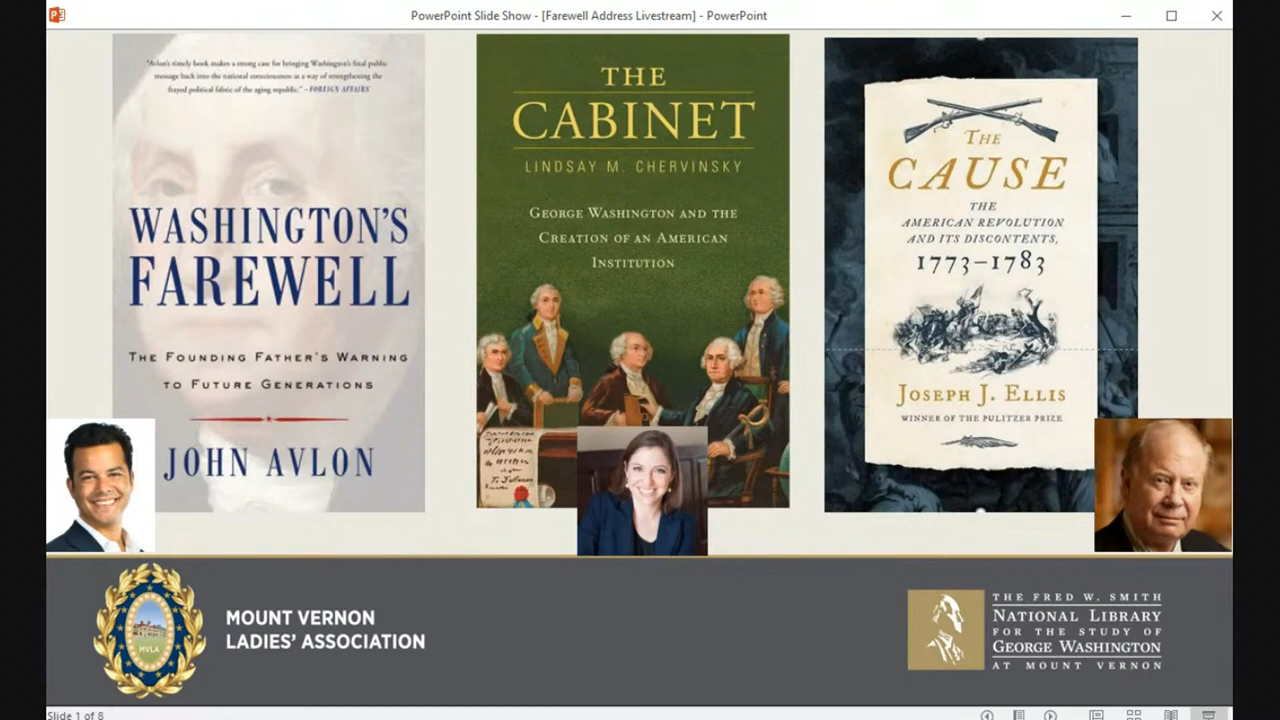 PowerPoint Slide Show - [Farewell Address Livestream] - PowerPoint
"Avlon's timely book makes a strong case for bringing Washington's final public
message back into the national consciousness as a way of strengthening the
frayed political fabric of the aging republic." –FOREIGN AFFAIRS
WASHINGTON'S
FAREWELL
THE FOUNDING FATHER'S WARNING
TO FUTURE GENERATIONS
JOHN AVLON
THE
CABINET
LINDSAY M. CHERVINSKY
GEORGE WASHINGTON AND THE
CREATION OF AN AMERICAN
INSTITUTION
THE
CAUSE
THE
AMERICAN REVOLUTION
AND ITS DISCONTENTS,
1773–1783
JOSEPH J. ELLIS
WINNER OF THE PULITZER PRIZE
MVLA
MOUNT VERNON
LADIES' ASSOCIATION
THE FRED W. SMITH
NATIONAL LIBRARY
FOR THE STUDY OF
GEORGE WASHINGTON
AT MOUNT VERNON
Slide 1 of 8